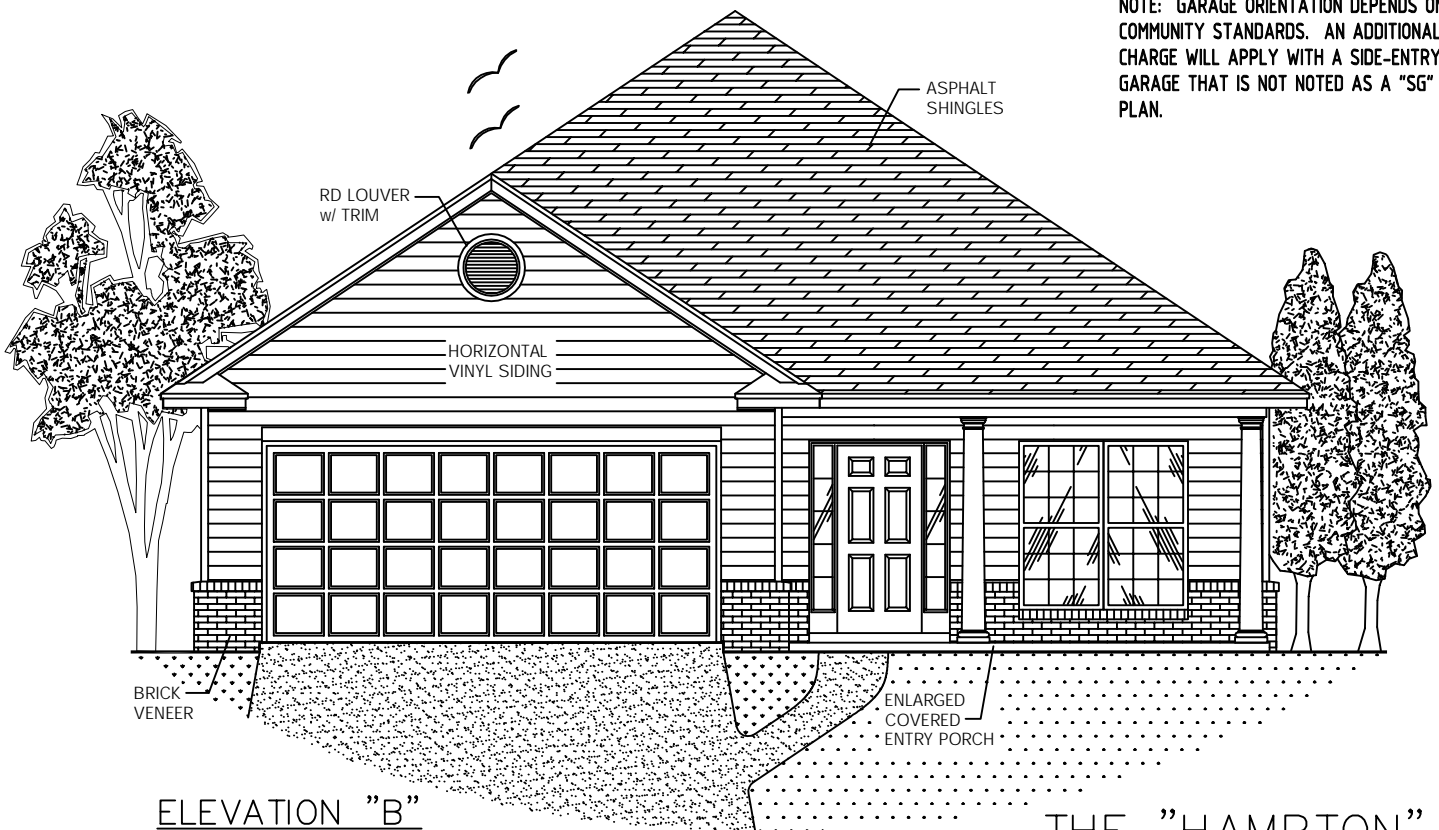 NOTE: GARAGE ORIENTATION DEPENDS ON
COMMUNITY STANDARDS. AN ADDITIONAL
CHARGE WILL APPLY WITH A SIDE-ENTRY
GARAGE THAT IS NOT NOTED AS A "SG"
PLAN.
ASPHALT
SHINGLES
RD LOUVER
w/ TRIM
HORIZONTAL
VINYL SIDING
BRICK
VENEER
ENLARGED
COVERED
ENTRY PORCH
ELEVATION "B"
THE "HAMPTON"